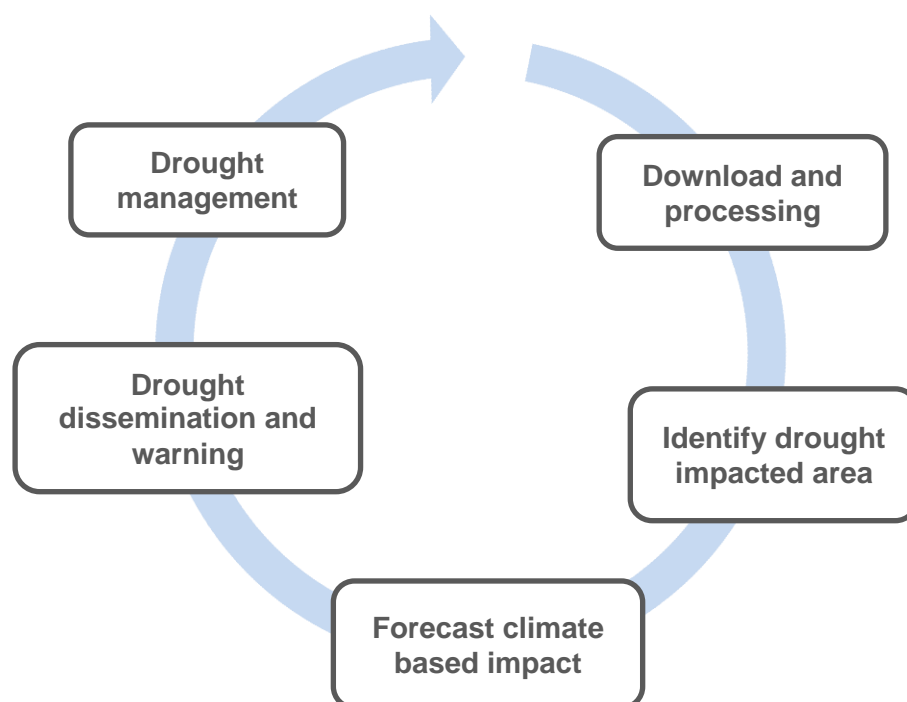 Drought
management
Download and
processing
Drought
dissemination and
warning
Identify drought
impacted area
Forecast climate
based impact